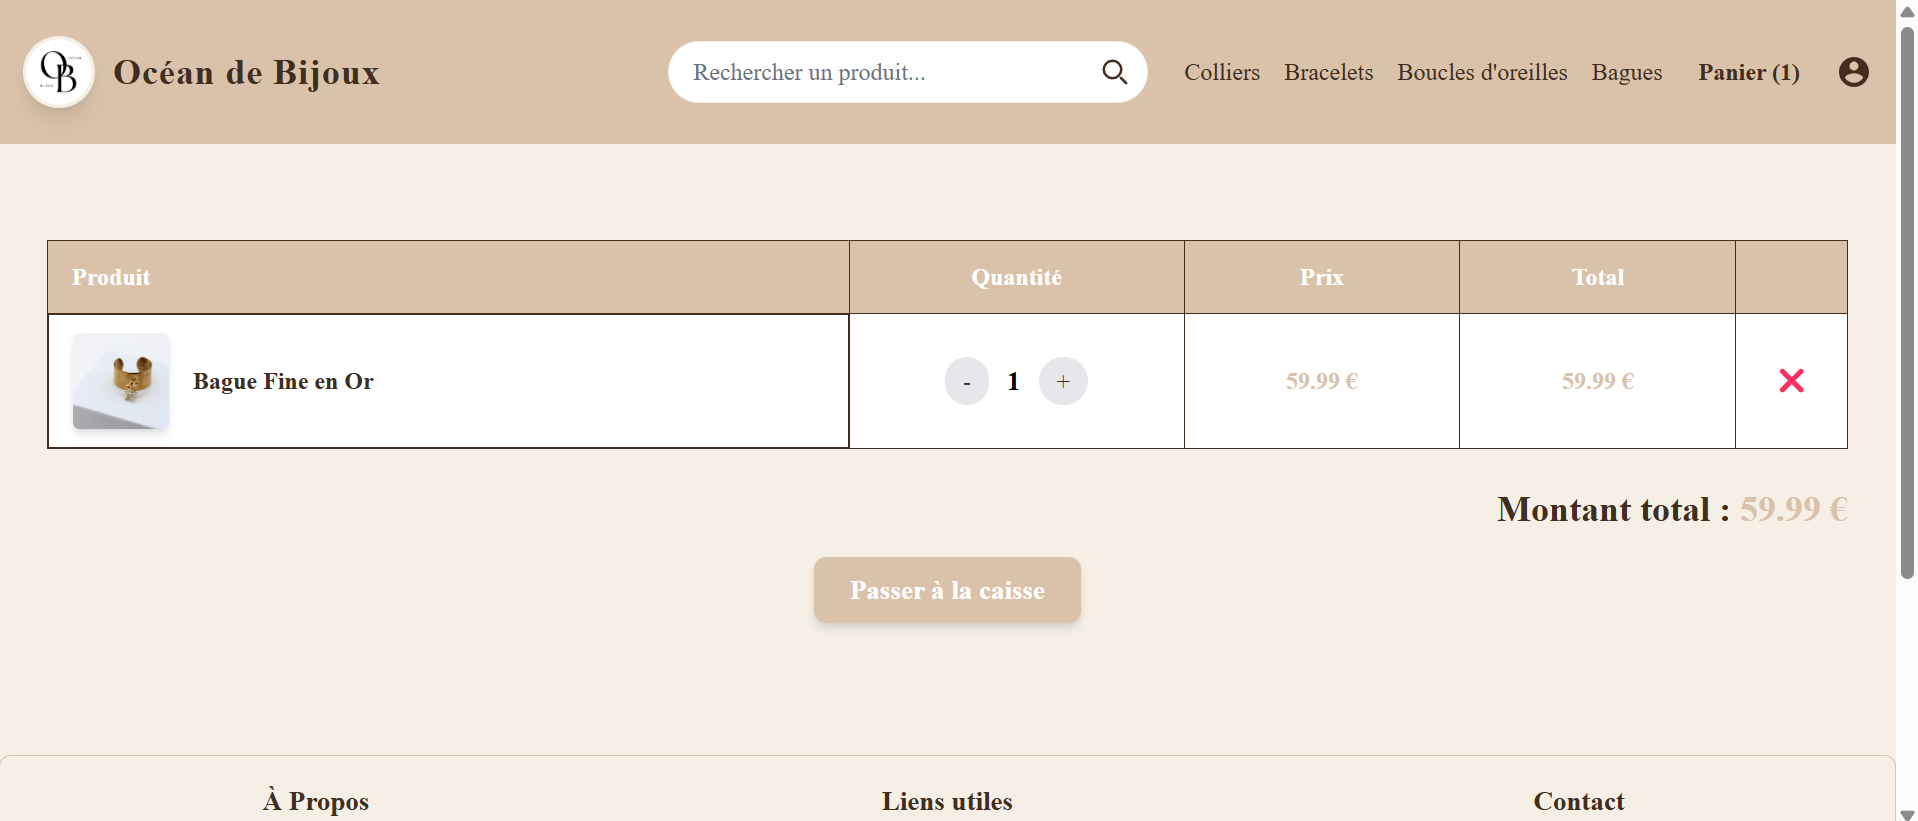 OB
Océan de Bijoux
Rechercher un produit...
Colliers
Bracelets
Boucles d'oreilles
Bagues
Panier (1)
Produit
Quantité
Prix
Total
Bague Fine en Or
-
1
+
59.99 €
59.99 €
Montant total : 59.99 €
Passer à la caisse
À Propos
Liens utiles
Contact